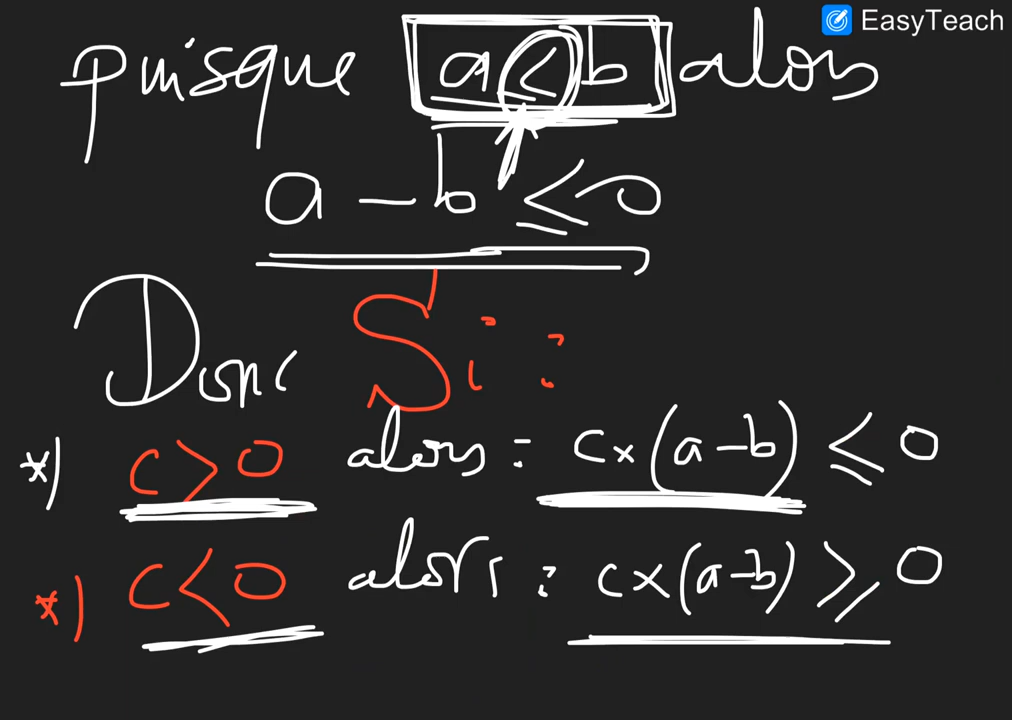 EasyTeach
puisque a < b alors
a - b ≤ 0
Donc Si :
*) c > 0 alors : c × (a - b) ≤ 0
*) c < 0 alors : c × (a - b) ≥ 0